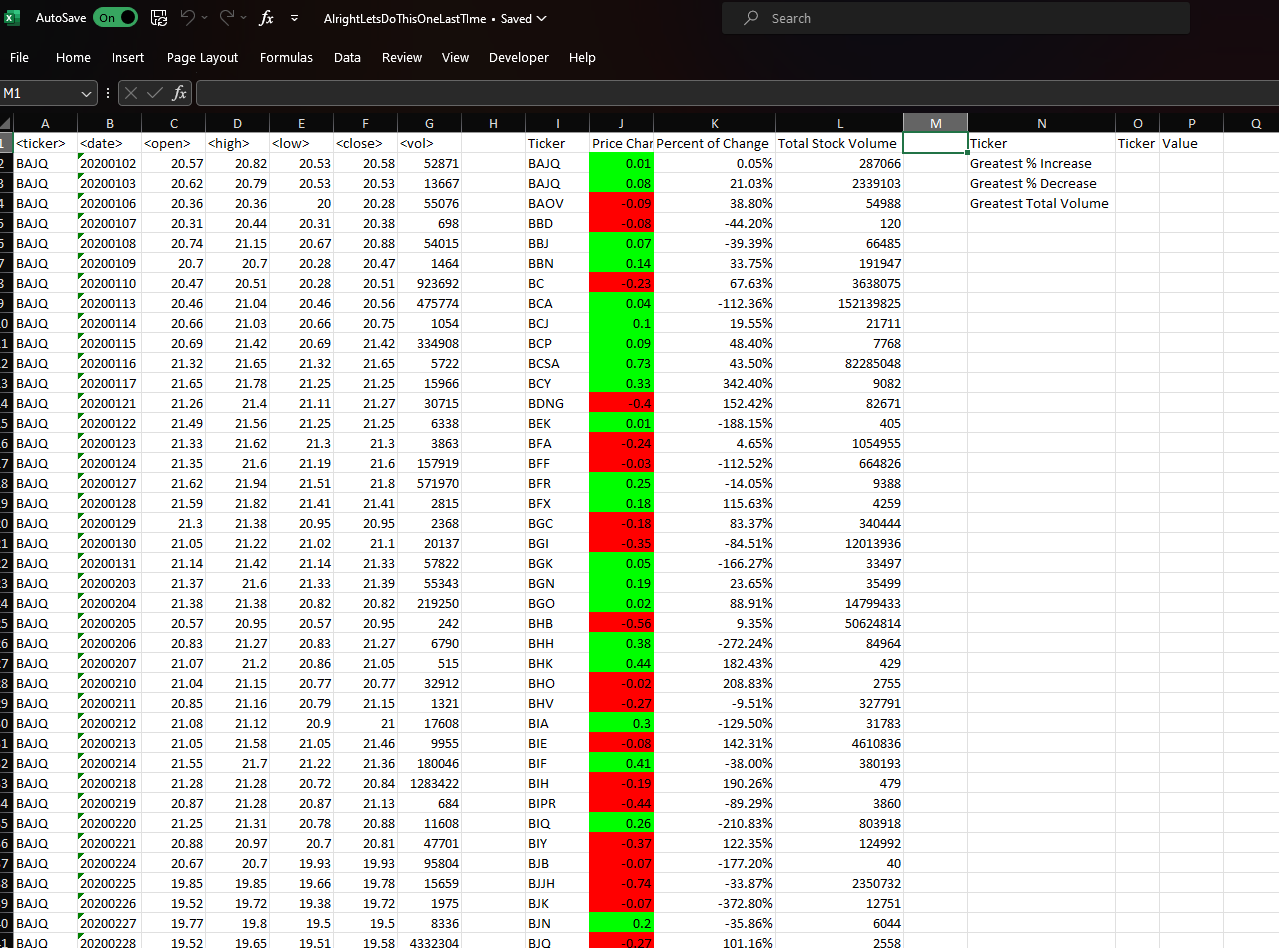 AutoSave On fx AlrightLetsDoThisOneLastTIme • Saved Search
File Home Insert Page Layout Formulas Data Review View Developer Help
M1 fx
A B C D E F G H I J K L M N O P Q
1 <ticker> <date> <open> <high> <low> <close> <vol> Ticker Price Char Percent of Change Total Stock Volume Ticker Ticker Value
2 BAJQ 20200102 20.57 20.82 20.53 20.58 52871 BAJQ 0.01 0.05% 287066 Greatest % Increase
3 BAJQ 20200103 20.62 20.79 20.53 20.53 13667 BAJQ 0.08 21.03% 2339103 Greatest % Decrease
4 BAJQ 20200106 20.36 20.36 20 20.28 55076 BAOV -0.09 38.80% 54988 Greatest Total Volume
5 BAJQ 20200107 20.31 20.44 20.31 20.38 698 BBD -0.08 -44.20% 120
6 BAJQ 20200108 20.74 21.15 20.67 20.88 54015 BBJ 0.07 -39.39% 66485
7 BAJQ 20200109 20.7 20.7 20.28 20.47 1464 BBN 0.14 33.75% 191947
8 BAJQ 20200110 20.47 20.51 20.28 20.51 923692 BC -0.23 67.63% 3638075
9 BAJQ 20200113 20.46 21.04 20.46 20.56 475774 BCA 0.04 -112.36% 152139825
0 BAJQ 20200114 20.66 21.03 20.66 20.75 1054 BCJ 0.1 19.55% 21711
1 BAJQ 20200115 20.69 21.42 20.69 21.42 334908 BCP 0.09 48.40% 7768
2 BAJQ 20200116 21.32 21.65 21.32 21.65 5722 BCSA 0.73 43.50% 82285048
3 BAJQ 20200117 21.65 21.78 21.25 21.25 15966 BCY 0.33 342.40% 9082
4 BAJQ 20200121 21.26 21.4 21.11 21.27 30715 BDNG -0.4 152.42% 82671
5 BAJQ 20200122 21.49 21.56 21.25 21.25 6338 BEK 0.01 -188.15% 405
6 BAJQ 20200123 21.33 21.62 21.3 21.3 3863 BFA -0.24 4.65% 1054955
7 BAJQ 20200124 21.35 21.6 21.19 21.6 157919 BFF -0.03 -112.52% 664826
8 BAJQ 20200127 21.62 21.94 21.51 21.8 571970 BFR 0.25 -14.05% 9388
9 BAJQ 20200128 21.59 21.82 21.41 21.41 2815 BFX 0.18 115.63% 4259
20 BAJQ 20200129 21.3 21.38 20.95 20.95 2368 BGC -0.18 83.37% 340444
21 BAJQ 20200130 21.05 21.22 21.02 21.1 20137 BGI -0.35 -84.51% 12013936
22 BAJQ 20200131 21.14 21.42 21.14 21.33 57822 BGK 0.05 -166.27% 33497
23 BAJQ 20200203 21.37 21.6 21.33 21.39 55343 BGN 0.19 23.65% 35499
24 BAJQ 20200204 21.38 21.38 20.82 20.82 219250 BGO 0.02 88.91% 14799433
25 BAJQ 20200205 20.57 20.95 20.57 20.95 242 BHB -0.56 9.35% 50624814
26 BAJQ 20200206 20.83 21.27 20.83 21.27 6790 BHH 0.38 -272.24% 84964
27 BAJQ 20200207 21.07 21.2 20.86 21.05 515 BHK 0.44 182.43% 429
28 BAJQ 20200210 21.04 21.15 20.77 20.77 32912 BHO -0.02 208.83% 2755
29 BAJQ 20200211 20.85 21.16 20.79 21.15 1321 BHV -0.27 -9.51% 327791
0 BAJQ 20200212 21.08 21.12 20.9 21 17608 BIA 0.3 -129.50% 31783
1 BAJQ 20200213 21.05 21.58 21.05 21.46 9955 BIE -0.08 142.31% 4610836
2 BAJQ 20200214 21.55 21.7 21.22 21.36 180046 BIF 0.41 -38.00% 380193
3 BAJQ 20200218 21.28 21.28 20.72 20.84 1283422 BIH -0.19 190.26% 479
4 BAJQ 20200219 20.87 21.28 20.87 21.13 684 BIPR -0.44 -89.29% 3860
5 BAJQ 20200220 21.25 21.31 20.78 20.88 11608 BIQ 0.26 -210.83% 803918
6 BAJQ 20200221 20.88 20.97 20.7 20.81 47701 BIY -0.37 122.35% 124992
7 BAJQ 20200224 20.67 20.7 19.93 19.93 95804 BJB -0.07 -177.20% 40
8 BAJQ 20200225 19.85 19.85 19.66 19.78 15659 BJJH -0.74 -33.87% 2350732
9 BAJQ 20200226 19.52 19.72 19.38 19.72 1975 BJK -0.07 -372.80% 12751
0 BAJQ 20200227 19.77 19.8 19.5 19.5 8336 BJN 0.2 -35.86% 6044
1 BAJQ 20200228 19.52 19.65 19.51 19.58 4332304 BJQ -0.27 101.16% 2558